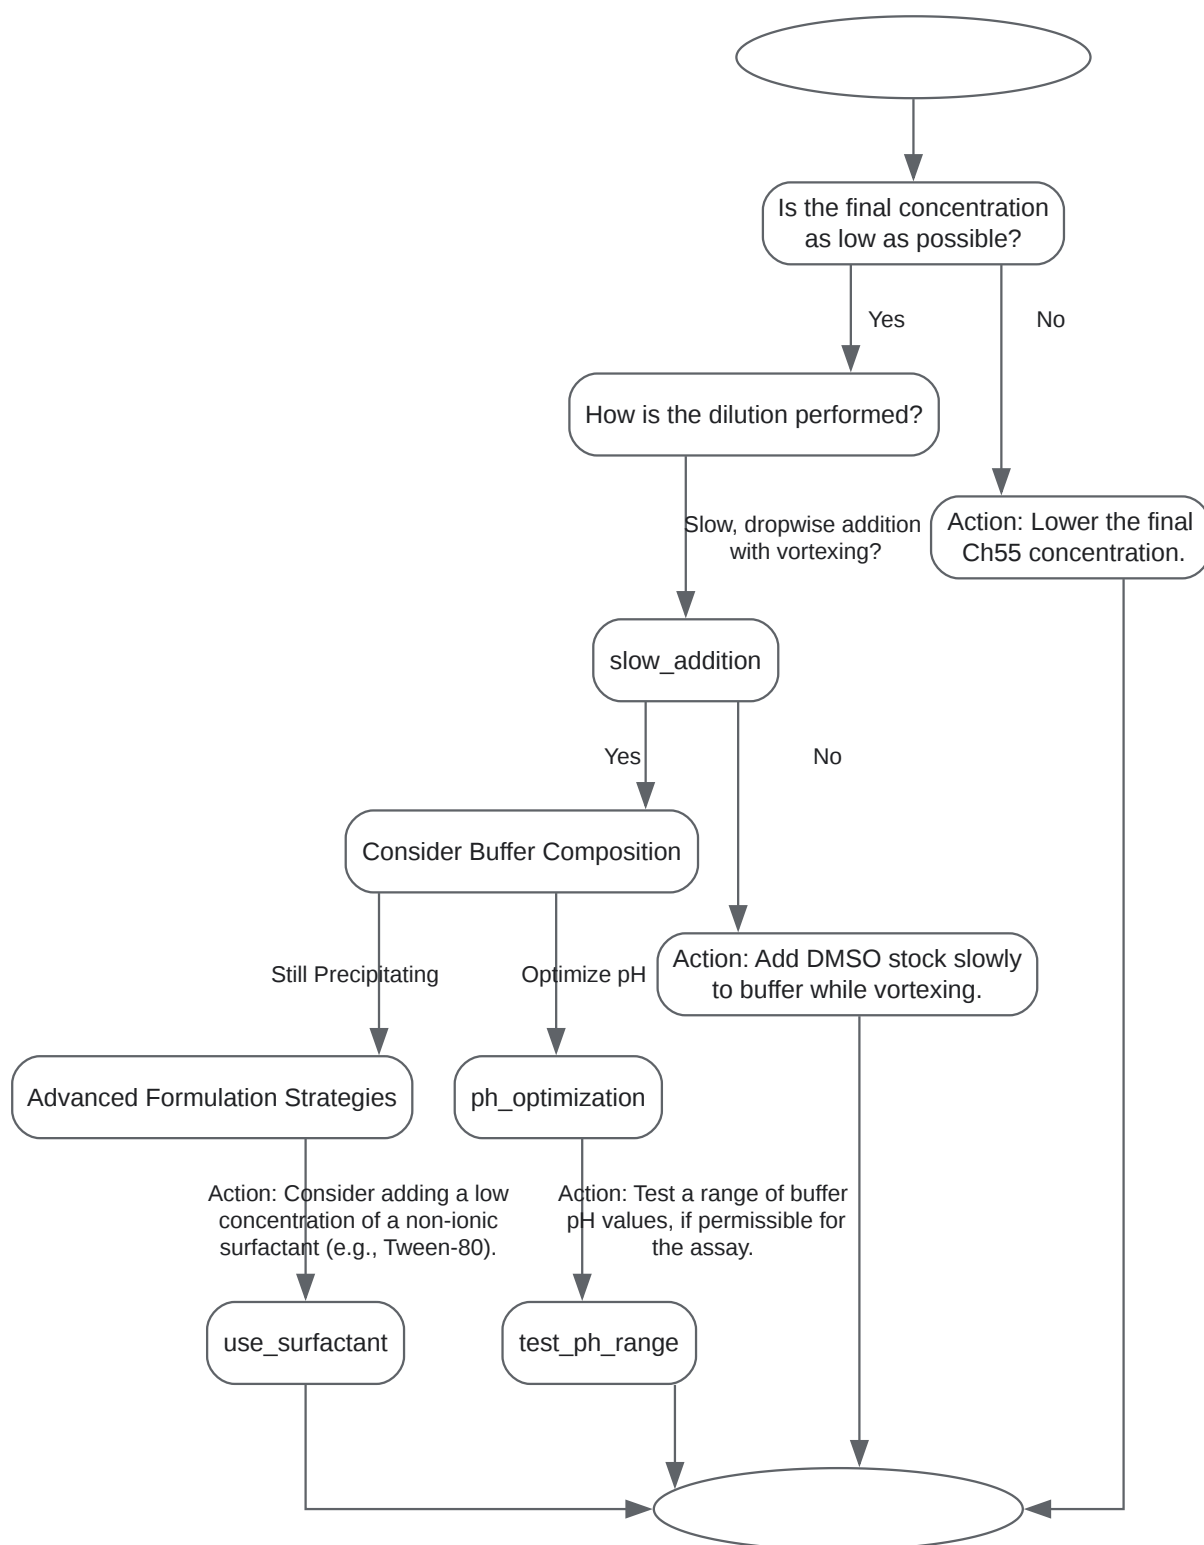 Is the final concentration
as low as possible?
Yes
No
How is the dilution performed?
Slow, dropwise addition
with vortexing?
Action: Lower the final
Ch55 concentration.
slow_addition
Yes
No
Consider Buffer Composition
Still Precipitating
Optimize pH
Action: Add DMSO stock slowly
to buffer while vortexing.
Advanced Formulation Strategies
ph_optimization
Action: Consider adding a low
concentration of a non-ionic
surfactant (e.g., Tween-80).
Action: Test a range of buffer
pH values, if permissible for
the assay.
use_surfactant
test_ph_range